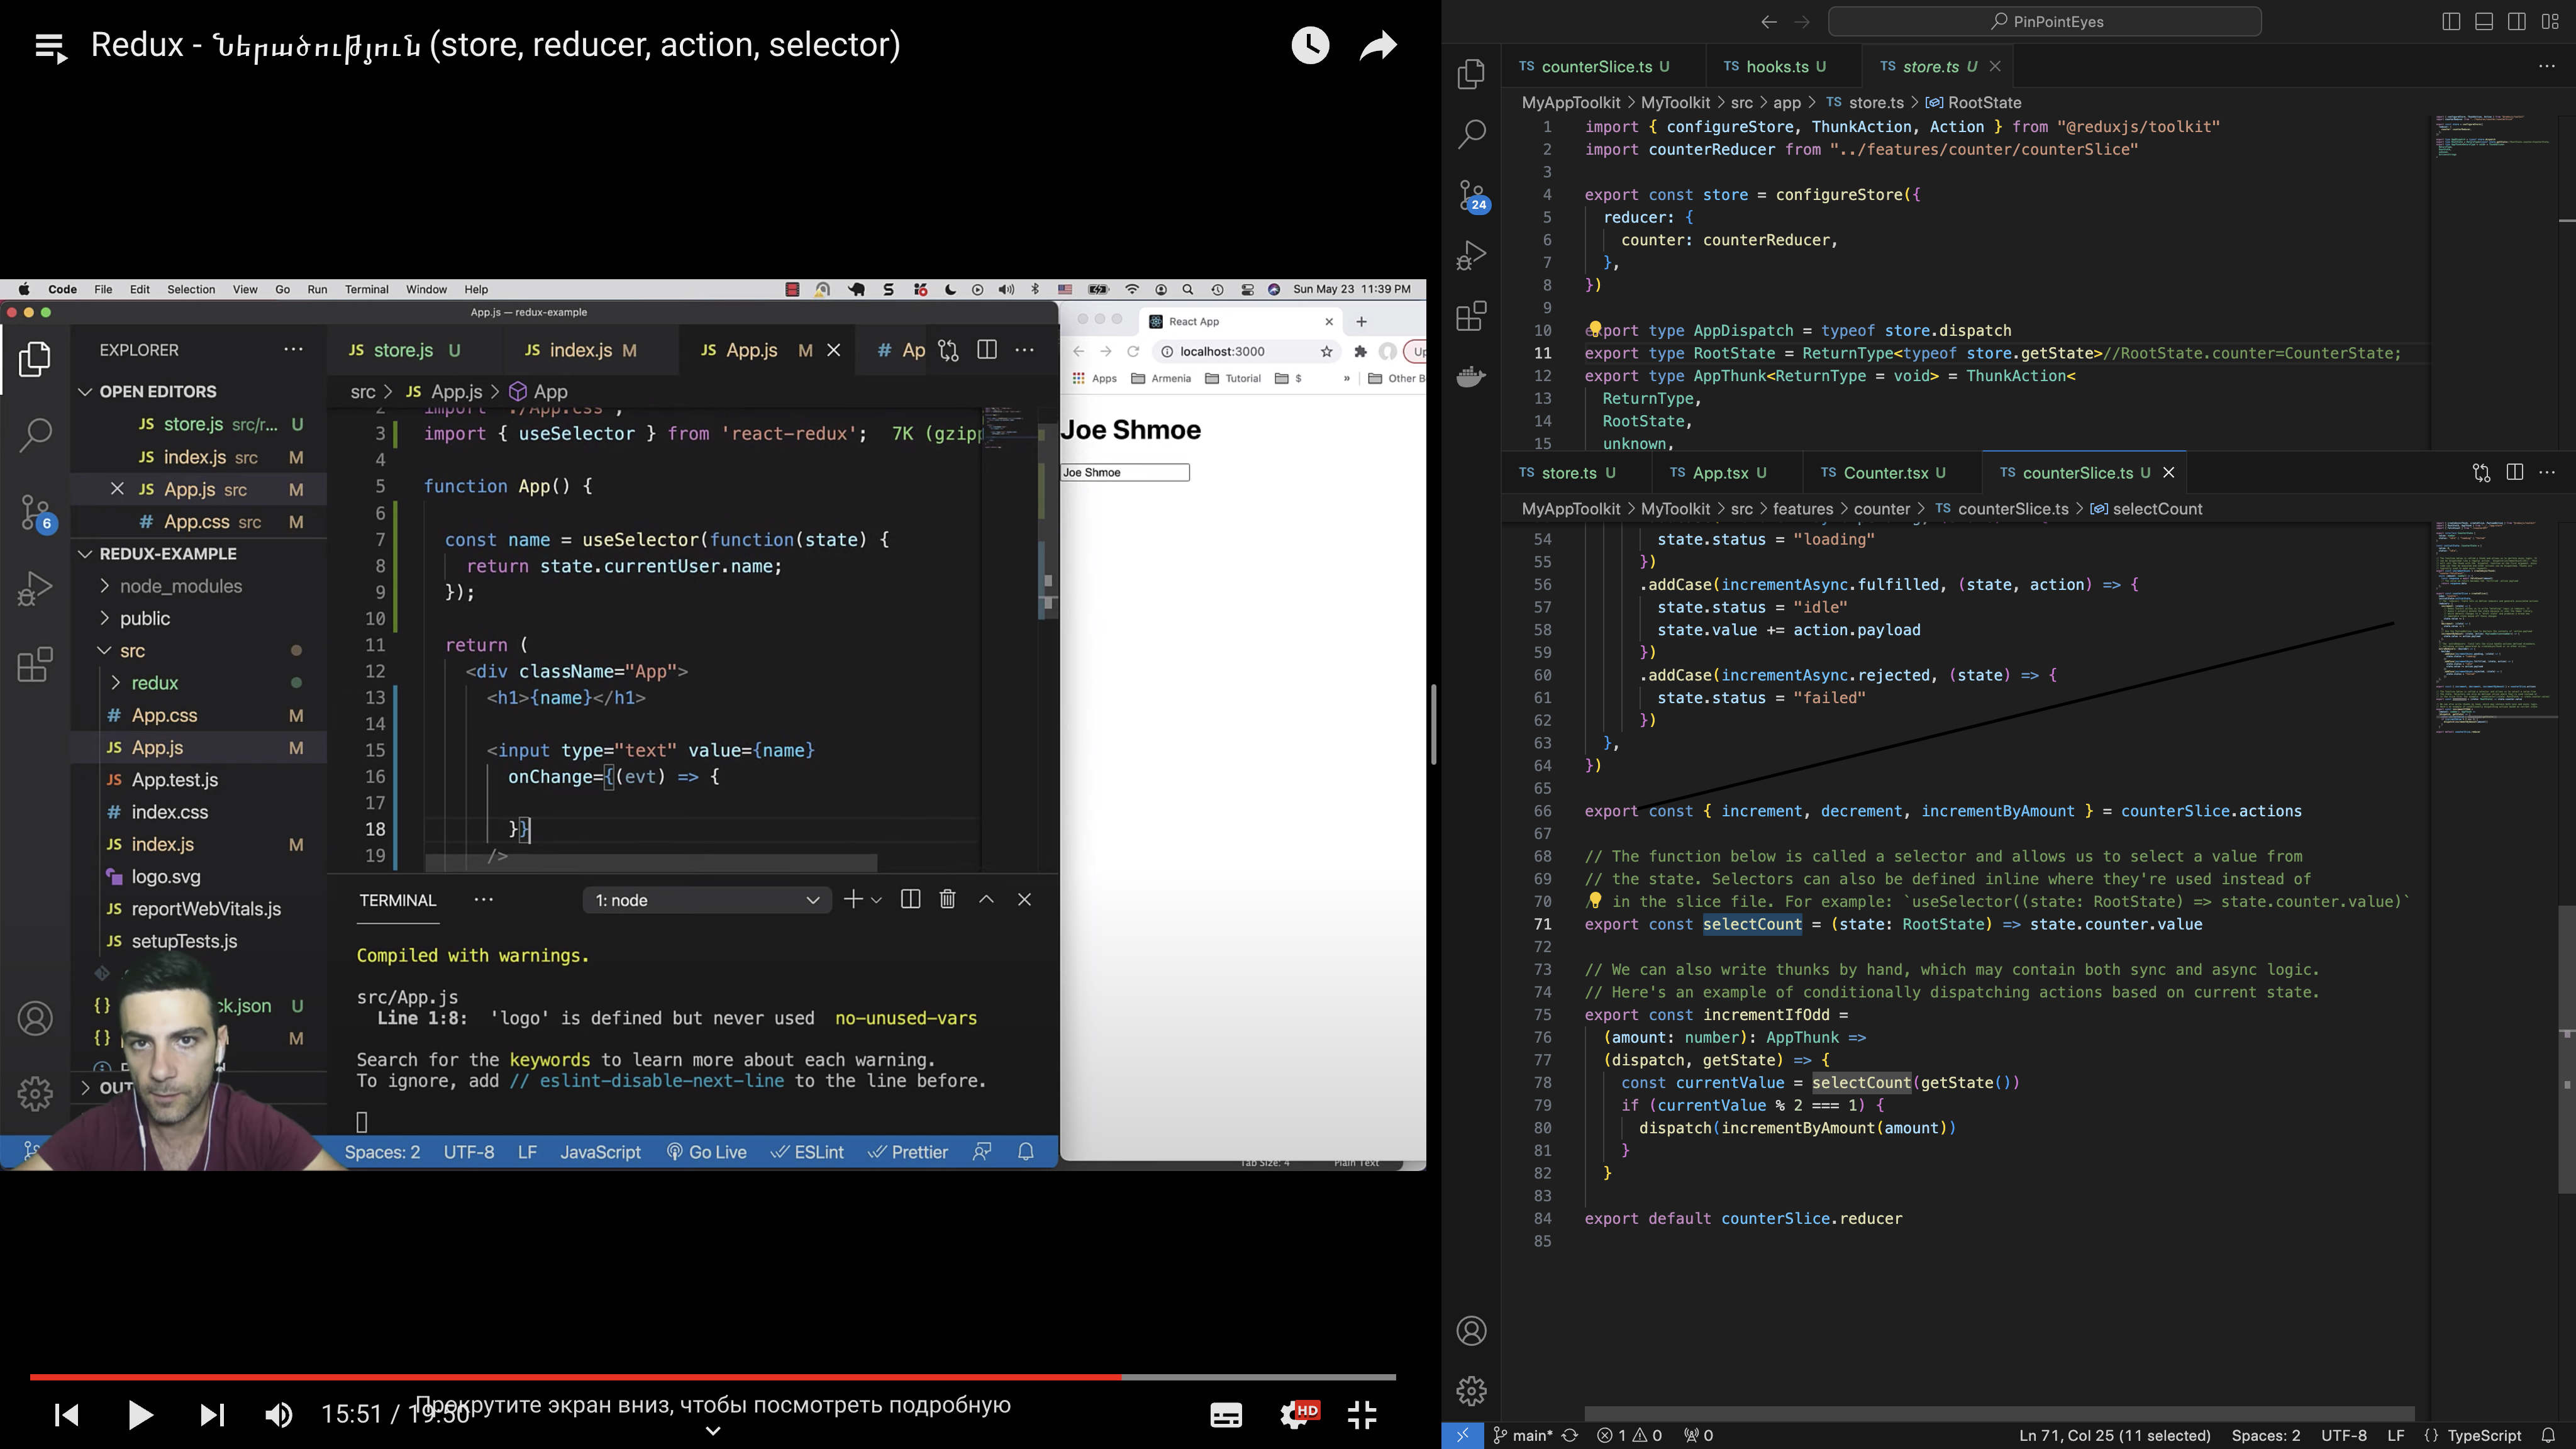 Redux - Ներածություն (store, reducer, action, selector)
Code File Edit Selection View Go Run Terminal Window Help
Sun May 23 11:39 PM
App.js — redux-example
EXPLORER
OPEN EDITORS
JS store.js src/r... U
JS index.js src M
JS App.js src M
# App.css src M
REDUX-EXAMPLE
node_modules
public
src
redux
# App.css M
JS App.js M
JS App.test.js
# index.css
JS index.js M
logo.svg
JS reportWebVitals.js
JS setupTests.js
{} ck.json U
{} M
OUT
6
JS store.js U JS index.js M JS App.js M # Ap
src > JS App.js > App
2 import './App.css';
3 import { useSelector } from 'react-redux'; 7K (gzipp
4
5 function App() {
6
7 const name = useSelector(function(state) {
8 return state.currentUser.name;
9 });
10
11 return (
12 <div className="App">
13 <h1>{name}</h1>
14
15 <input type="text" value={name}
16 onChange={(evt) => {
17
18 }}
19 />
TERMINAL
1: node
Compiled with warnings.
src/App.js
Line 1:8: 'logo' is defined but never used no-unused-vars
Search for the keywords to learn more about each warning.
To ignore, add // eslint-disable-next-line to the line before.
Spaces: 2 UTF-8 LF JavaScript Go Live ESLint Prettier
React App
localhost:3000
Up
Apps Armenia Tutorial $ » Other B
Joe Shmoe
Joe Shmoe
Tab Size: 4 Plain Text
15:51 / 19:50
Прокрутите экран вниз, чтобы посмотреть подробную
HD
PinPointEyes
24
TS counterSlice.ts U TS hooks.ts U TS store.ts U
MyAppToolkit > MyToolkit > src > app > TS store.ts > RootState
1 import { configureStore, ThunkAction, Action } from "@reduxjs/toolkit"
2 import counterReducer from "../features/counter/counterSlice"
3
4 export const store = configureStore({
5 reducer: {
6 counter: counterReducer,
7 },
8 })
9
10 export type AppDispatch = typeof store.dispatch
11 export type RootState = ReturnType<typeof store.getState>//RootState.counter=CounterState;
12 export type AppThunk<ReturnType = void> = ThunkAction<
13 ReturnType,
14 RootState,
15 unknown,
TS store.ts U TS App.tsx U TS Counter.tsx U TS counterSlice.ts U
MyAppToolkit > MyToolkit > src > features > counter > TS counterSlice.ts > selectCount
54 state.status = "loading"
55 })
56 .addCase(incrementAsync.fulfilled, (state, action) => {
57 state.status = "idle"
58 state.value += action.payload
59 })
60 .addCase(incrementAsync.rejected, (state) => {
61 state.status = "failed"
62 })
63 },
64 })
65
66 export const { increment, decrement, incrementByAmount } = counterSlice.actions
67
68 // The function below is called a selector and allows us to select a value from
69 // the state. Selectors can also be defined inline where they're used instead of
70 // in the slice file. For example: `useSelector((state: RootState) => state.counter.value)`
71 export const selectCount = (state: RootState) => state.counter.value
72
73 // We can also write thunks by hand, which may contain both sync and async logic.
74 // Here's an example of conditionally dispatching actions based on current state.
75 export const incrementIfOdd =
76 (amount: number): AppThunk =>
77 (dispatch, getState) => {
78 const currentValue = selectCount(getState())
79 if (currentValue % 2 === 1) {
80 dispatch(incrementByAmount(amount))
81 }
82 }
83
84 export default counterSlice.reducer
85
main* 1 0 0
Ln 71, Col 25 (11 selected) Spaces: 2 UTF-8 LF {} TypeScript